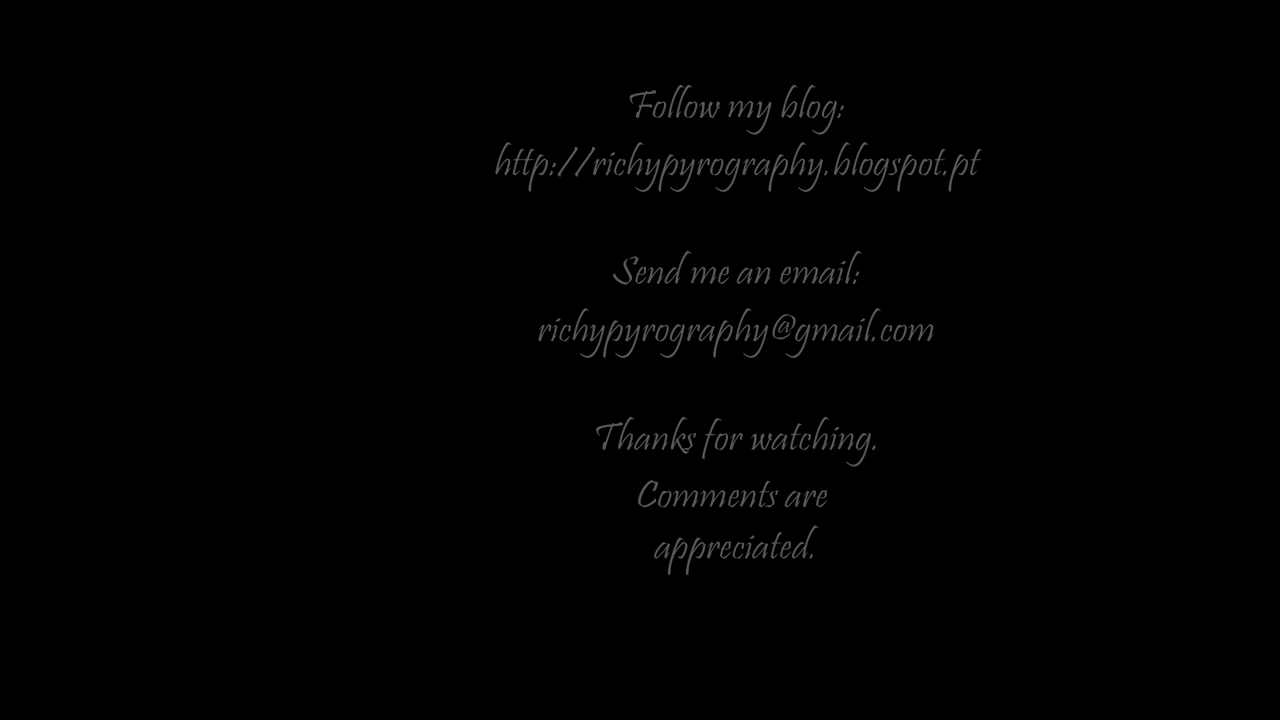 Follow my blog:
http://richypyrography.blogspot.pt
Send me an email:
richypyrography@gmail.com
Thanks for watching.
Comments are
appreciated.